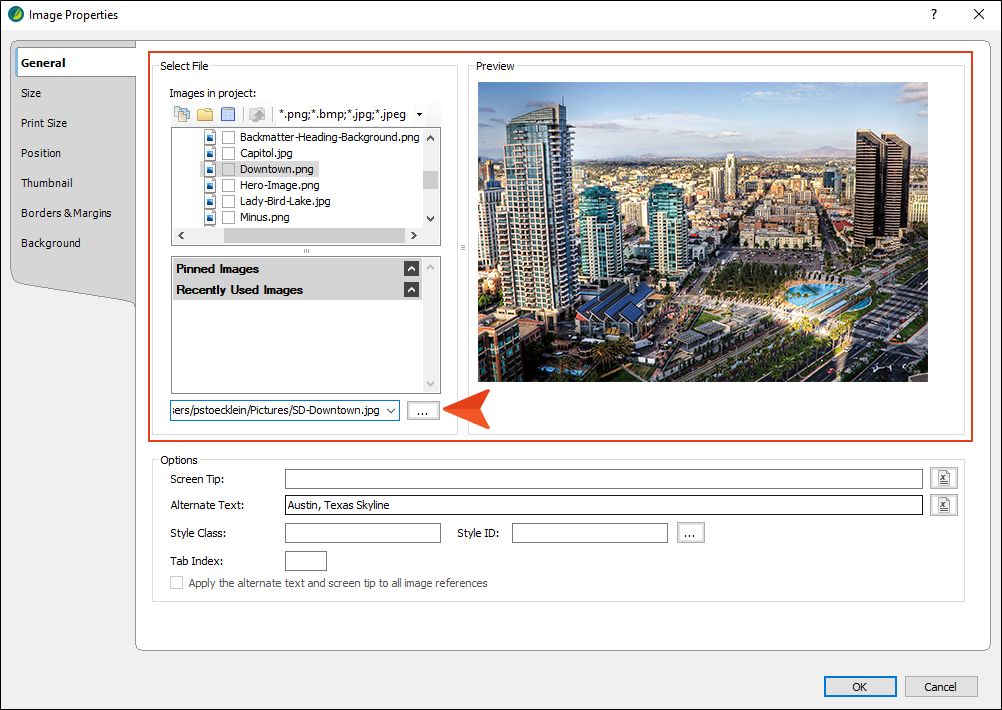 Image Properties
?
General
Size
Print Size
Position
Thumbnail
Borders & Margins
Background
Select File
Images in project:
*.png;*.bmp;*.jpg;*.jpeg
Backmatter-Heading-Background.png
Capitol.jpg
Downtown.png
Hero-Image.png
Lady-Bird-Lake.jpg
Minus.png
Pinned Images
Recently Used Images
sers/pstoecklein/Pictures/SD-Downtown.jpg
...
Preview
Options
Screen Tip:
Alternate Text: Austin, Texas Skyline
Style Class: Style ID: ...
Tab Index:
Apply the alternate text and screen tip to all image references
OK Cancel